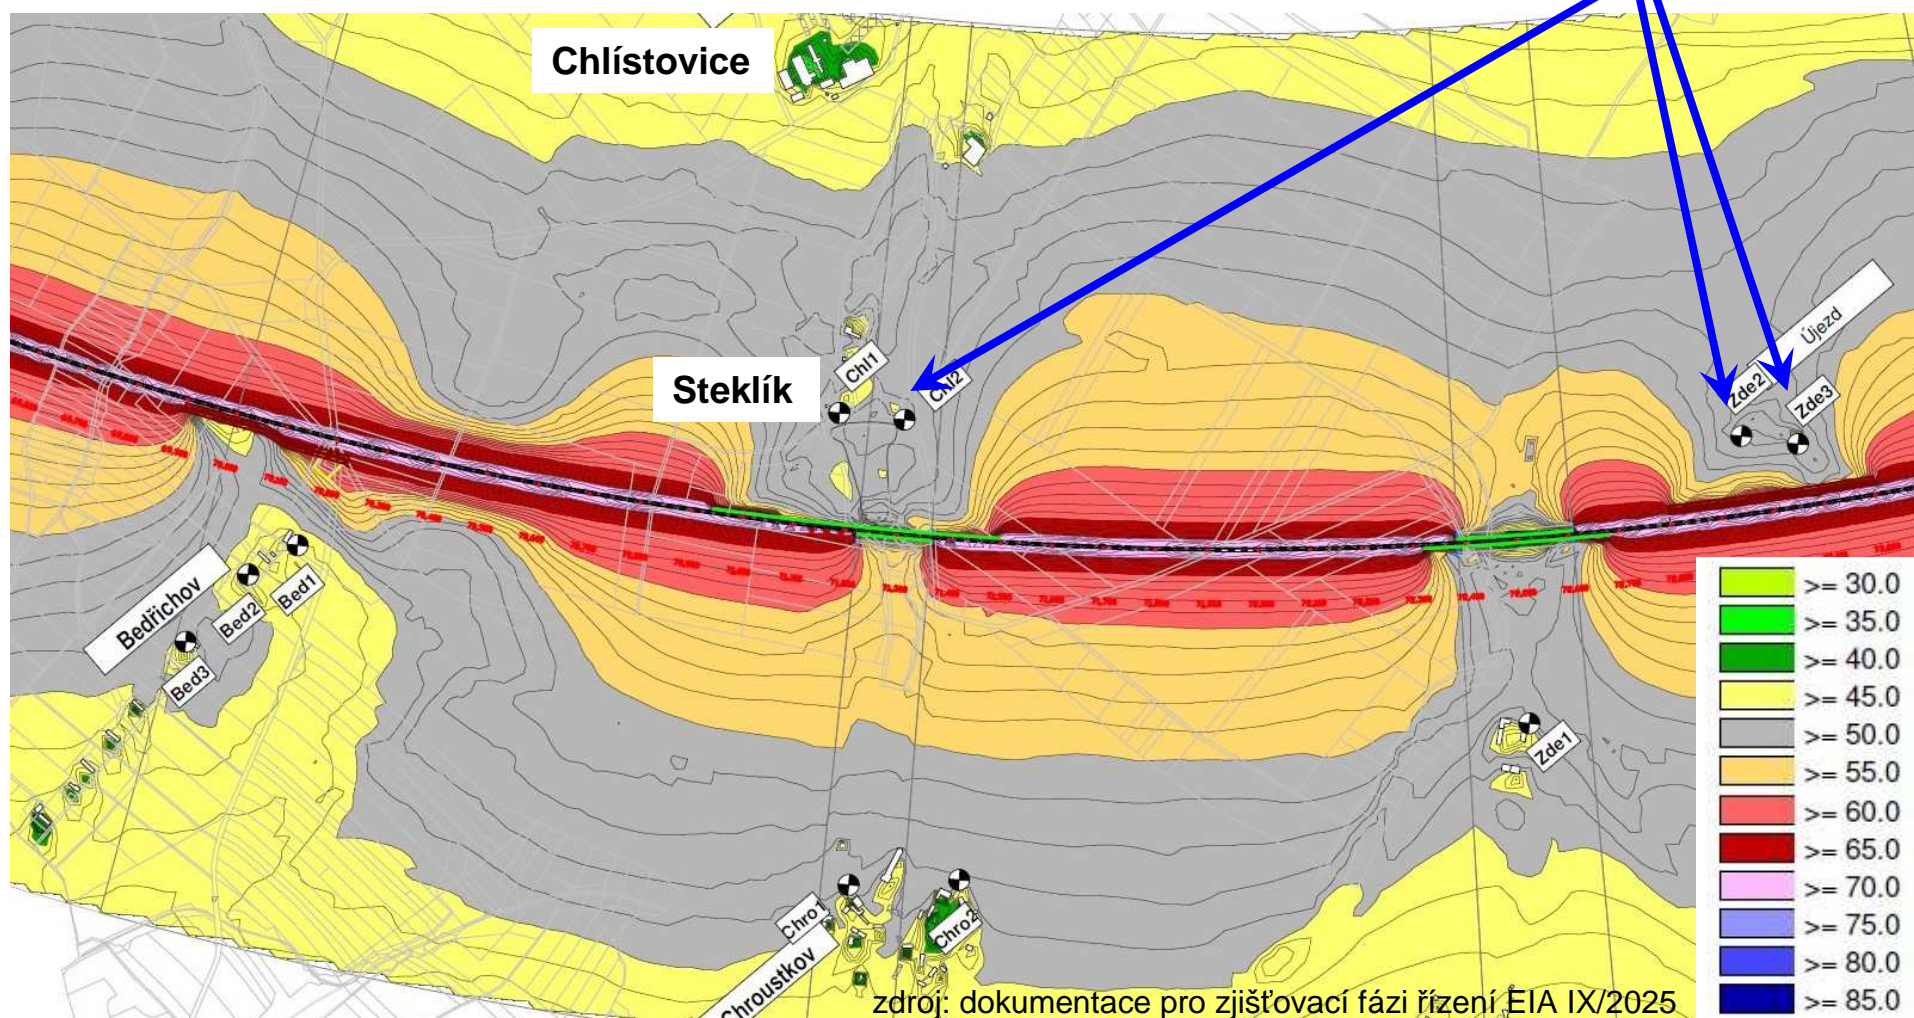 Chlístovice
Steklík
Chl1
Chl2
Újezd
Zde2
Zde3
Bedřichov
Bed1
Bed2
Bed3
Zde1
Chro1
Chro2
Chroustkov
>= 30.0
>= 35.0
>= 40.0
>= 45.0
>= 50.0
>= 55.0
>= 60.0
>= 65.0
>= 70.0
>= 75.0
>= 80.0
>= 85.0
zdroj: dokumentace pro zjišťovací fázi řízení EIA IX/2025